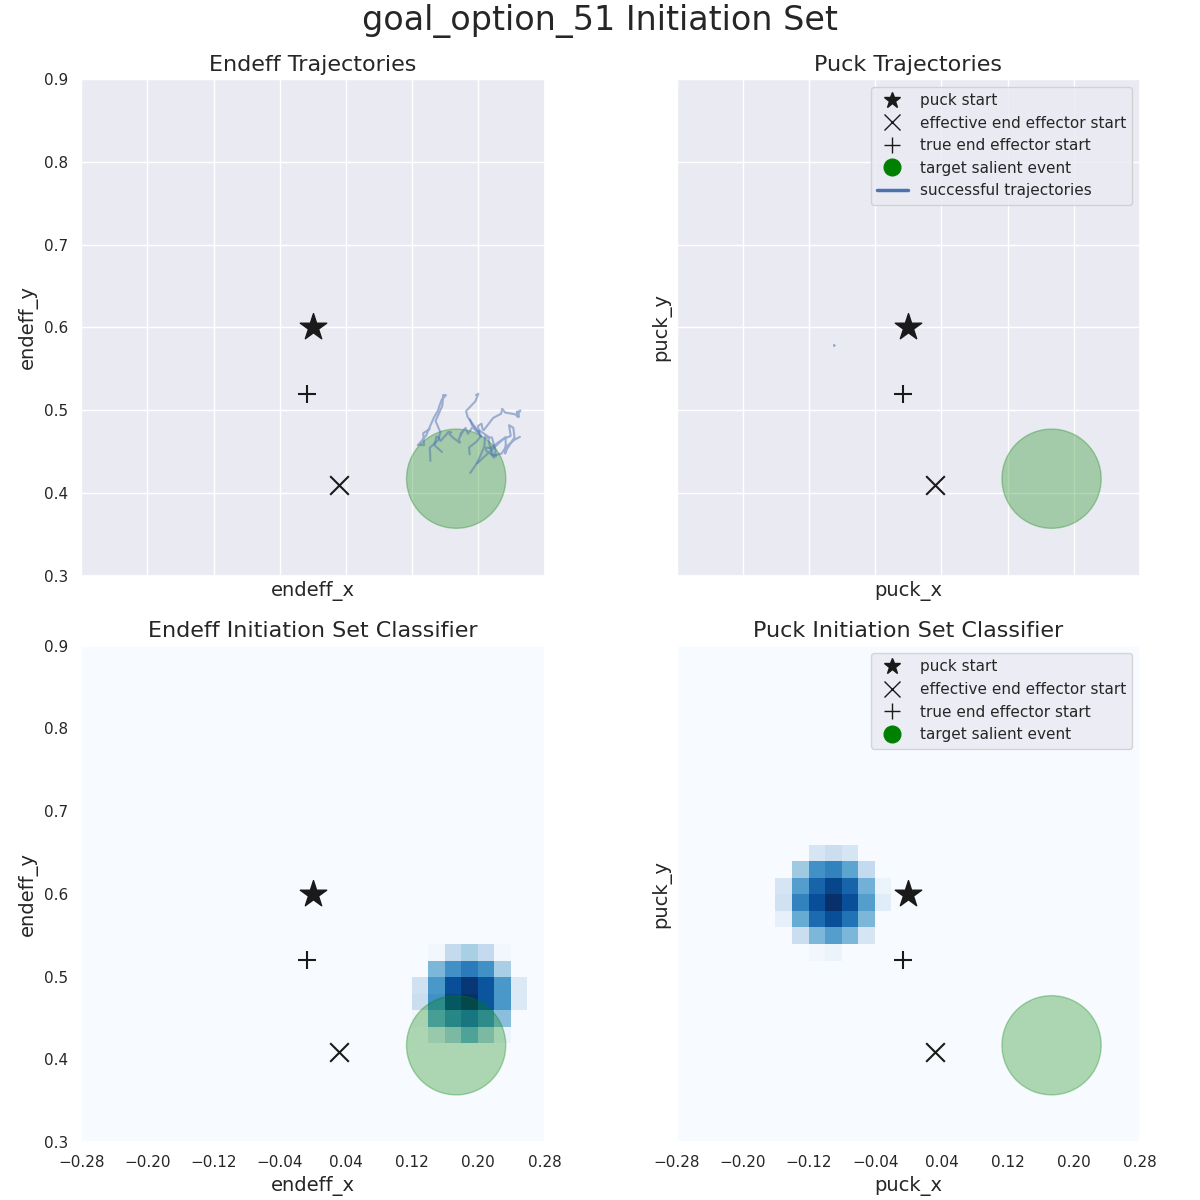 goal_option_51 Initiation Set
Endeff Trajectories
0.9
0.8
0.7
0.6
0.5
0.4
0.3
endeff_y
endeff_x
Puck Trajectories
puck start
effective end effector start
true end effector start
target salient event
successful trajectories
puck_y
puck_x
Endeff Initiation Set Classifier
0.9
0.8
0.7
0.6
0.5
0.4
0.3
endeff_y
−0.28 −0.20 −0.12 −0.04 0.04 0.12 0.20 0.28
endeff_x
Puck Initiation Set Classifier
puck start
effective end effector start
true end effector start
target salient event
puck_y
−0.28 −0.20 −0.12 −0.04 0.04 0.12 0.20 0.28
puck_x